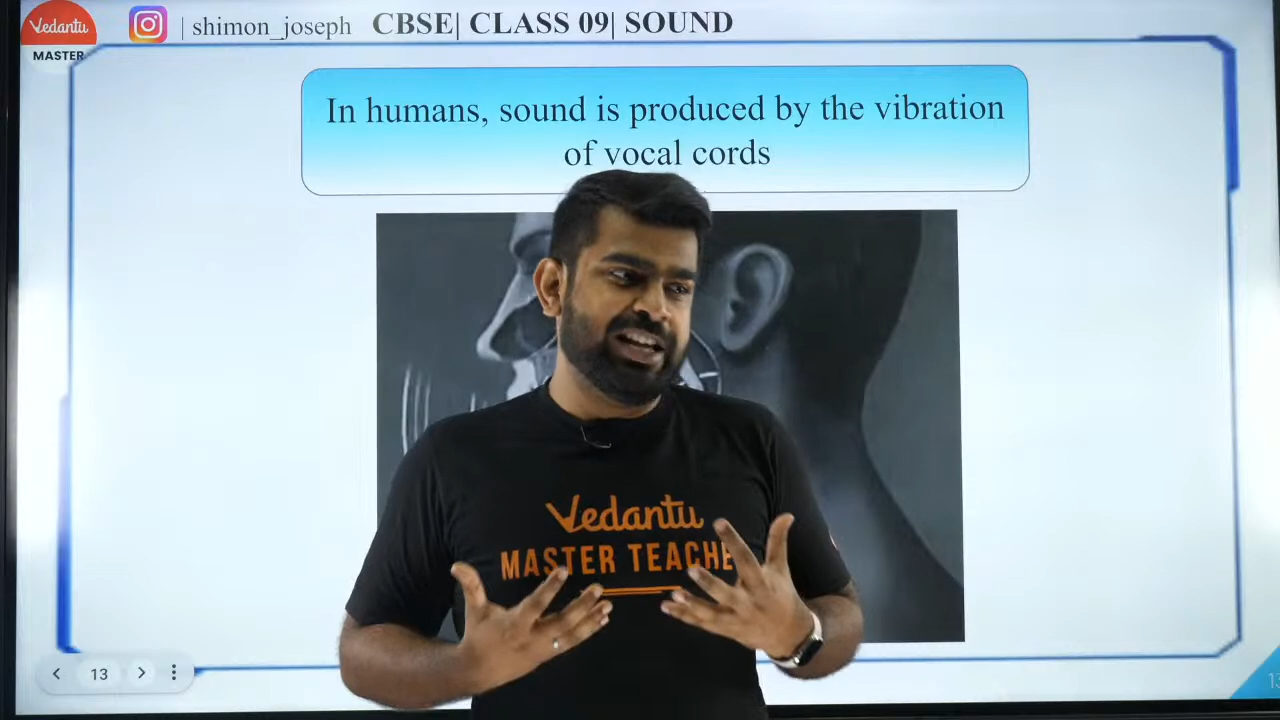 Vedantu
MASTER
| shimon_joseph
CBSE| CLASS 09| SOUND
In humans, sound is produced by the vibration
of vocal cords
Vedantu
MASTER TEACHE
13